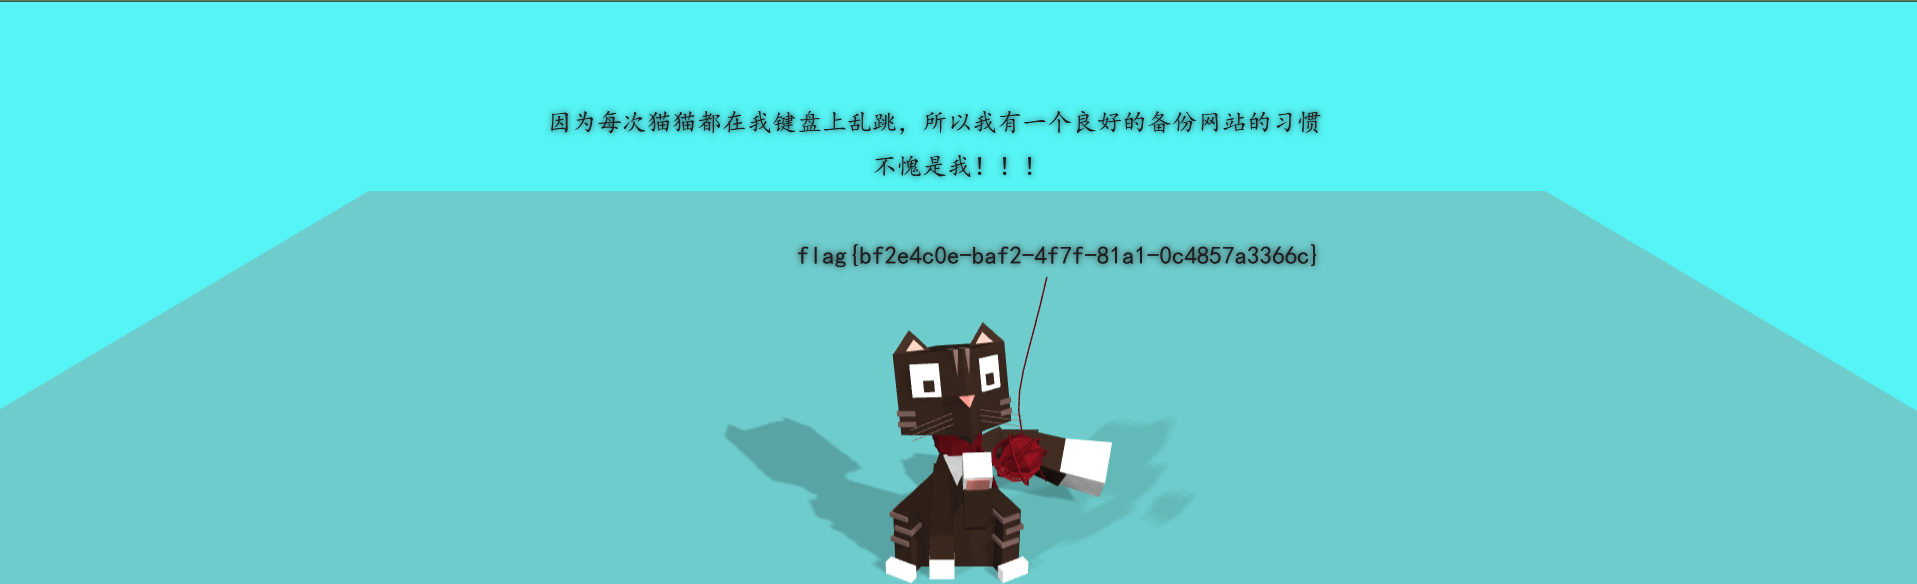 因为每次猫猫都在我键盘上乱跳，所以我有一个良好的备份网站的习惯
不愧是我！！！
flag{bf2e4c0e-baf2-4f7f-81a1-0c4857a3366c}